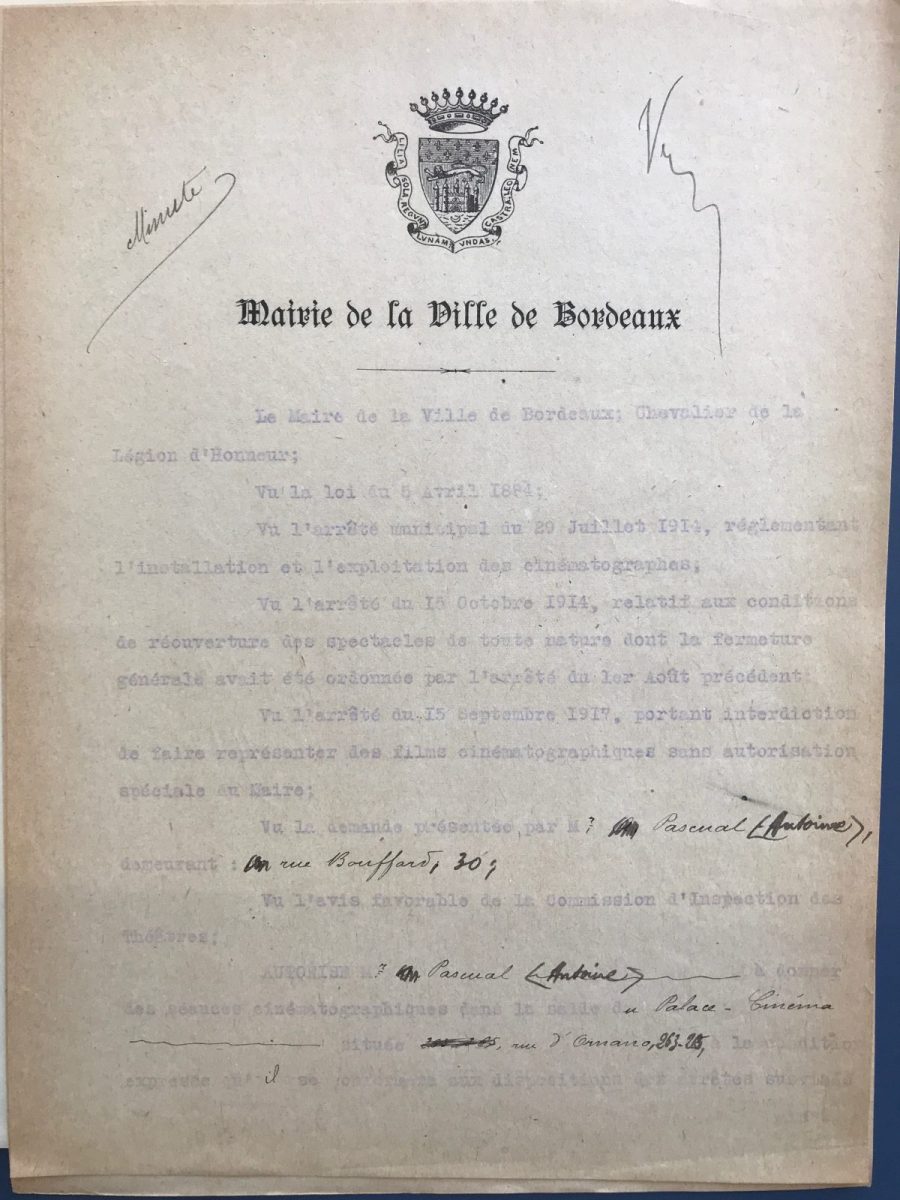 Minute
LILIA SOLA REGUNT LVNAM VNDAS CASTRA LEONEM
Mairie de la Ville de Bordeaux
Le Maire de la Ville de Bordeaux; Chevalier de la
Légion d'Honneur;
Vu la loi du 5 Avril 1884;
Vu l'arrêté municipal du 29 Juillet 1914, réglementant
l'installation et l'exploitation des cinématographes;
Vu l'arrêté du 15 Octobre 1914, relatif aux conditions
de réouverture des spectacles de toute nature dont la fermeture
générale avait été ordonnée par l'arrêté du 1er Août précédent
Vu l'arrêté du 15 Septembre 1917, portant interdiction
de faire représenter des films cinématographiques sans autorisation
spéciale du Maire;
Vu la demande présentée par Mr Pascual (Antoine),
demeurant : rue Bouffard, 30;
Vu l'avis favorable de la Commission d'Inspection des
Théâtres;
AUTORISE Mr Pascual (Antoine) à donner
des séances cinématographiques dans la salle du Palace-Cinéma
située rue d'Ornano, à la condition
expresse qu'il se conformera aux dispositions des arrêtés susvisés